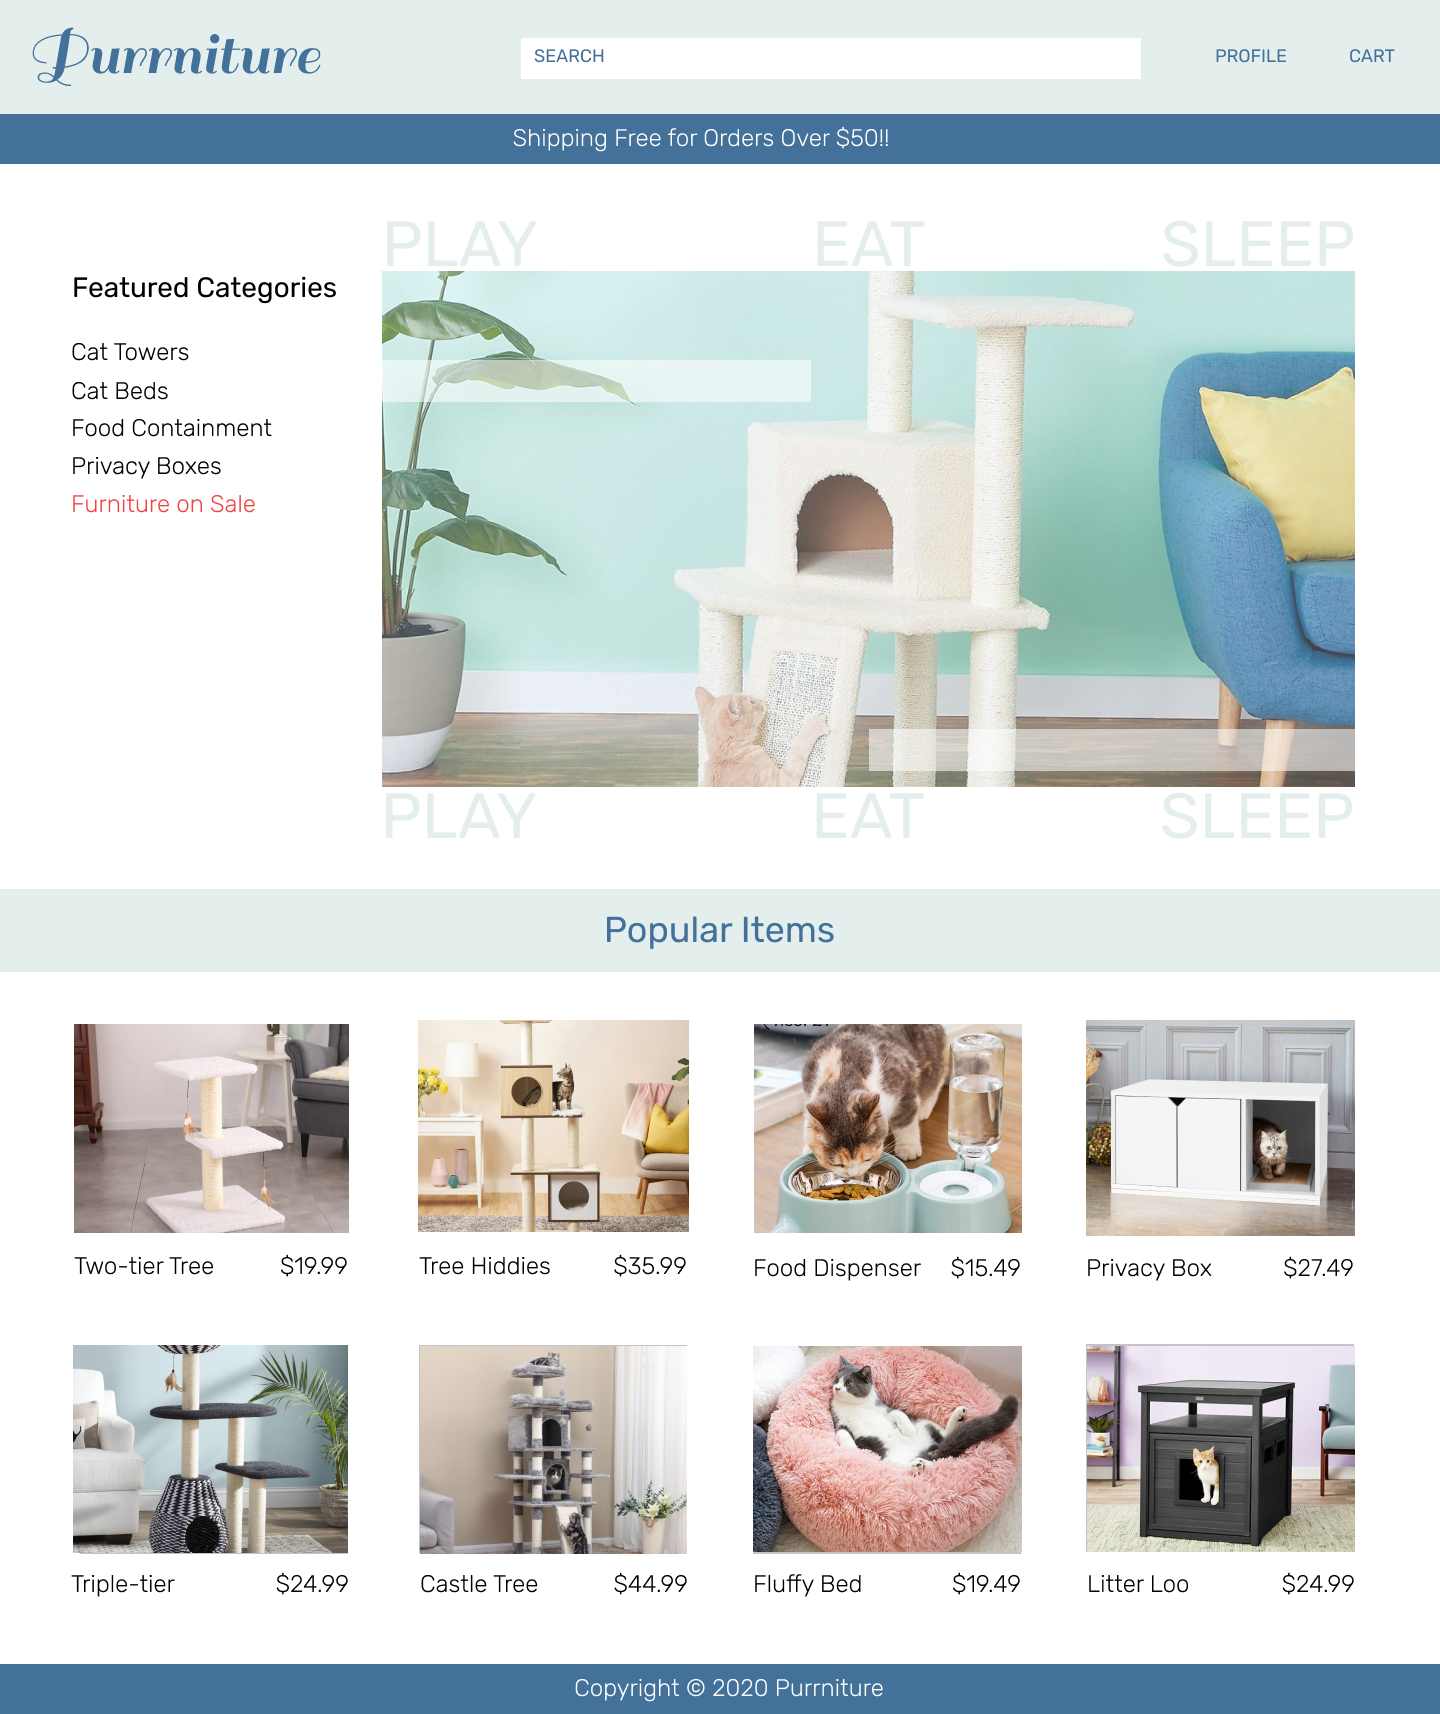 Purrniture
SEARCH
PROFILE
CART
Shipping Free for Orders Over $50!!
PLAY
EAT
SLEEP
Featured Categories
Cat Towers
Cat Beds
Food Containment
Privacy Boxes
Furniture on Sale
PLAY
EAT
SLEEP
Popular Items
Two-tier Tree $19.99
Tree Hiddies $35.99
Food Dispenser $15.49
Privacy Box $27.49
Triple-tier $24.99
Castle Tree $44.99
Fluffy Bed $19.49
Litter Loo $24.99
Copyright © 2020 Purrniture